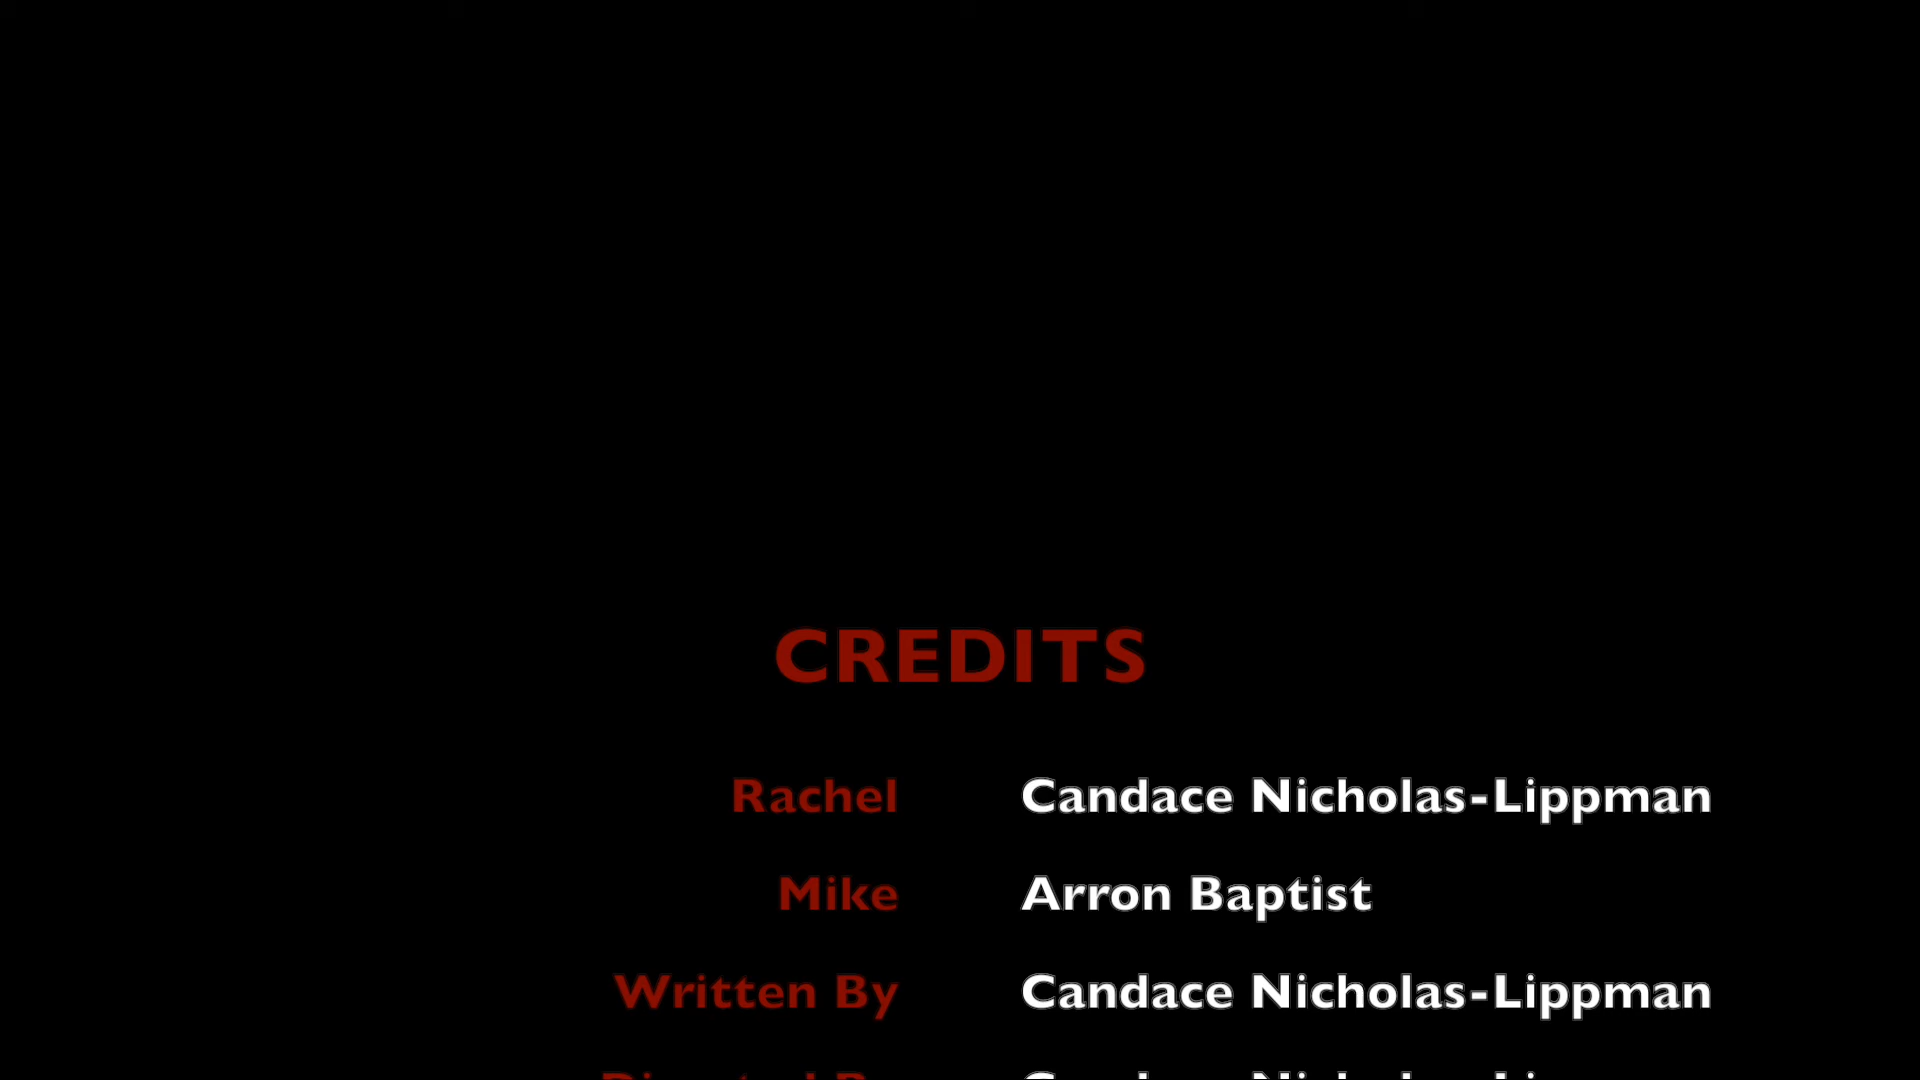 CREDITS
Rachel Candace Nicholas-Lippman
Mike Arron Baptist
Written By Candace Nicholas-Lippman